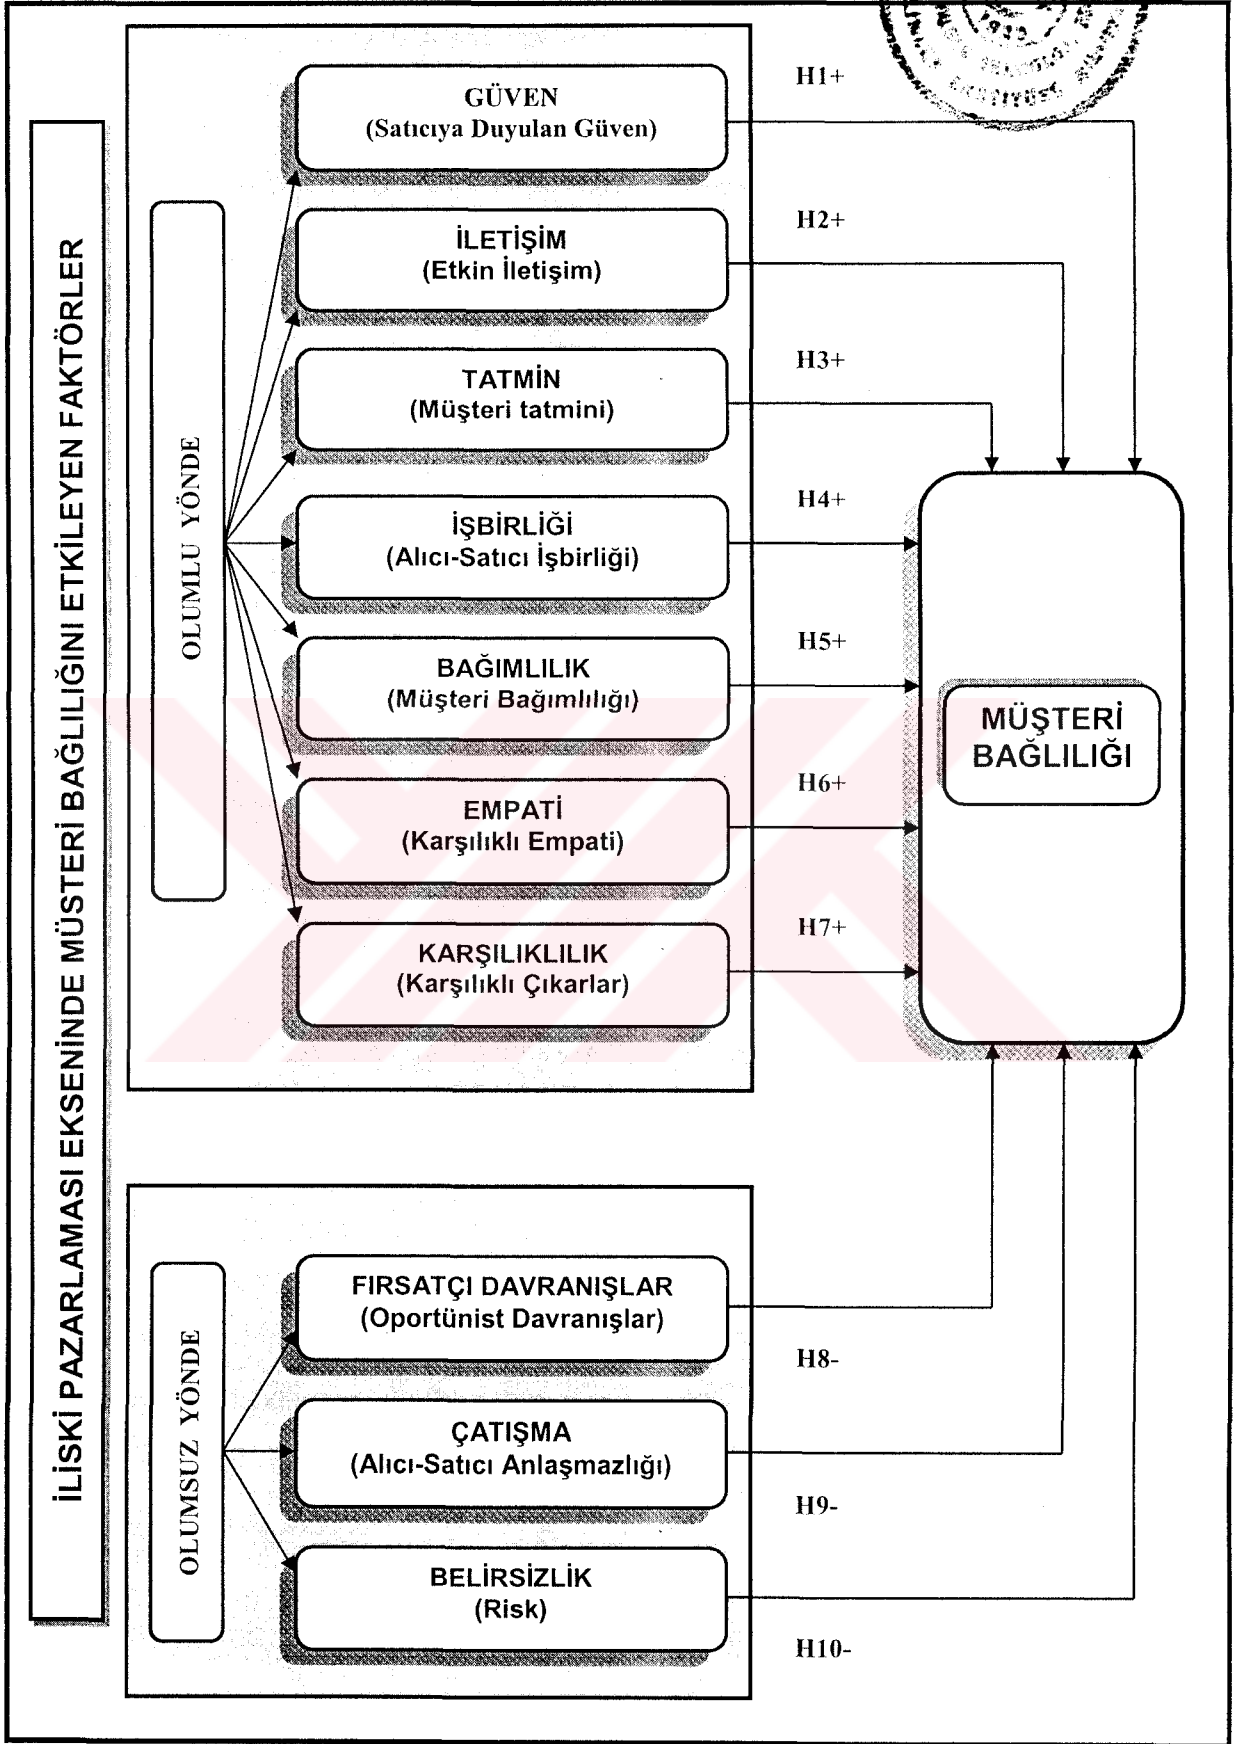 İLİSKİ PAZARLAMASI EKSENİNDE MÜSTERİ BAĞLILIĞINI ETKİLEYEN FAKTÖRLER
OLUMLU YÖNDE
GÜVEN
(Satıcıya Duyulan Güven)
H1+
İLETİŞİM
(Etkin İletişim)
H2+
TATMİN
(Müşteri tatmini)
H3+
İŞBİRLİĞİ
(Alıcı-Satıcı İşbirliği)
H4+
BAĞIMLILIK
(Müşteri Bağımlılığı)
H5+
EMPATİ
(Karşılıklı Empati)
H6+
KARŞILIKLILIK
(Karşılıklı Çıkarlar)
H7+
MÜŞTERİ
BAĞLILIĞI
OLUMSUZ YÖNDE
FIRSATÇI DAVRANIŞLAR
(Oportünist Davranışlar)
H8-
ÇATIŞMA
(Alıcı-Satıcı Anlaşmazlığı)
H9-
BELİRSİZLİK
(Risk)
H10-